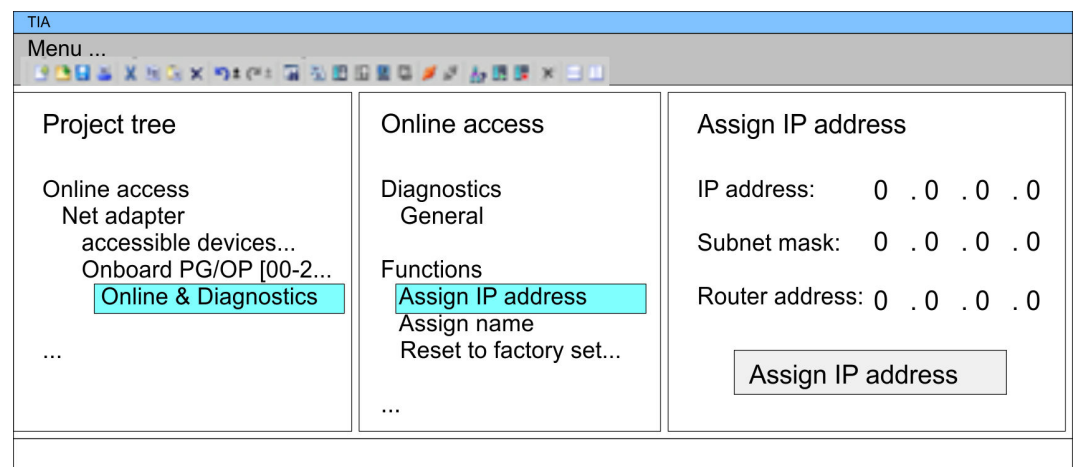 TIA
Menu ...
Project tree
Online access
Net adapter
accessible devices...
Onboard PG/OP [00-2...
Online & Diagnostics
...
Online access
Diagnostics
General
Functions
Assign IP address
Assign name
Reset to factory set...
...
Assign IP address
IP address: 0 . 0 . 0 . 0
Subnet mask: 0 . 0 . 0 . 0
Router address: 0 . 0 . 0 . 0
Assign IP address